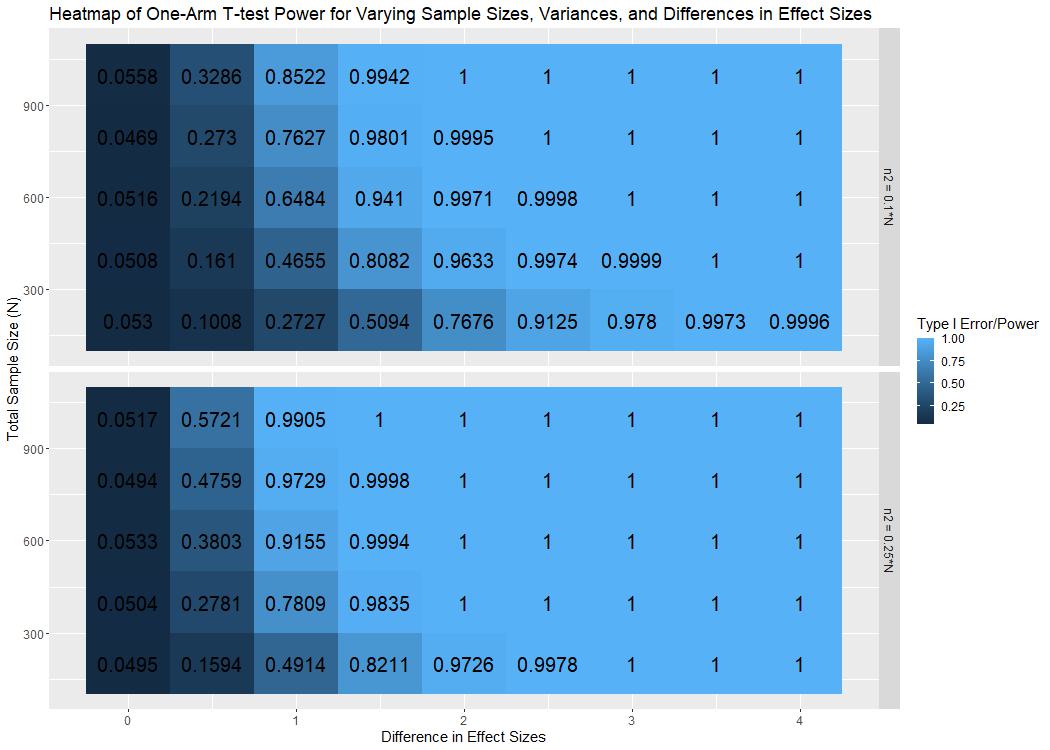 Heatmap of One-Arm T-test Power for Varying Sample Sizes, Variances, and Differences in Effect Sizes
0.0558 0.3286 0.8522 0.9942 1 1 1 1 1
900
0.0469 0.273 0.7627 0.9801 0.9995 1 1 1 1
600
0.0516 0.2194 0.6484 0.941 0.9971 0.9998 1 1 1
n2 = 0.1*N
0.0508 0.161 0.4655 0.8082 0.9633 0.9974 0.9999 1 1
300
0.053 0.1008 0.2727 0.5094 0.7676 0.9125 0.978 0.9973 0.9996
Total Sample Size (N)
0.0517 0.5721 0.9905 1 1 1 1 1 1
900
0.0494 0.4759 0.9729 0.9998 1 1 1 1 1
600
0.0533 0.3803 0.9155 0.9994 1 1 1 1 1
n2 = 0.25*N
0.0504 0.2781 0.7809 0.9835 1 1 1 1 1
300
0.0495 0.1594 0.4914 0.8211 0.9726 0.9978 1 1 1
0 1 2 3 4
Difference in Effect Sizes
Type I Error/Power
1.00
0.75
0.50
0.25